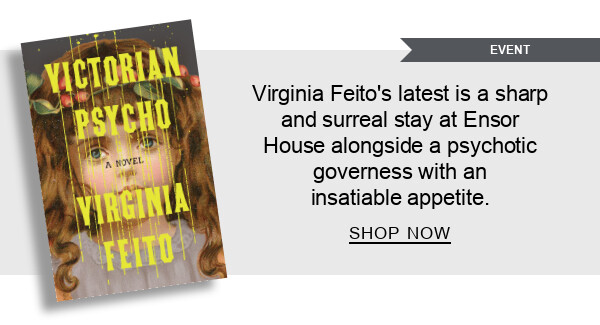 VICTORIAN
PSYCHO
A NOVEL
VIRGINIA
FEITO
EVENT
Virginia Feito's latest is a sharp
and surreal stay at Ensor
House alongside a psychotic
governess with an
insatiable appetite.
SHOP NOW